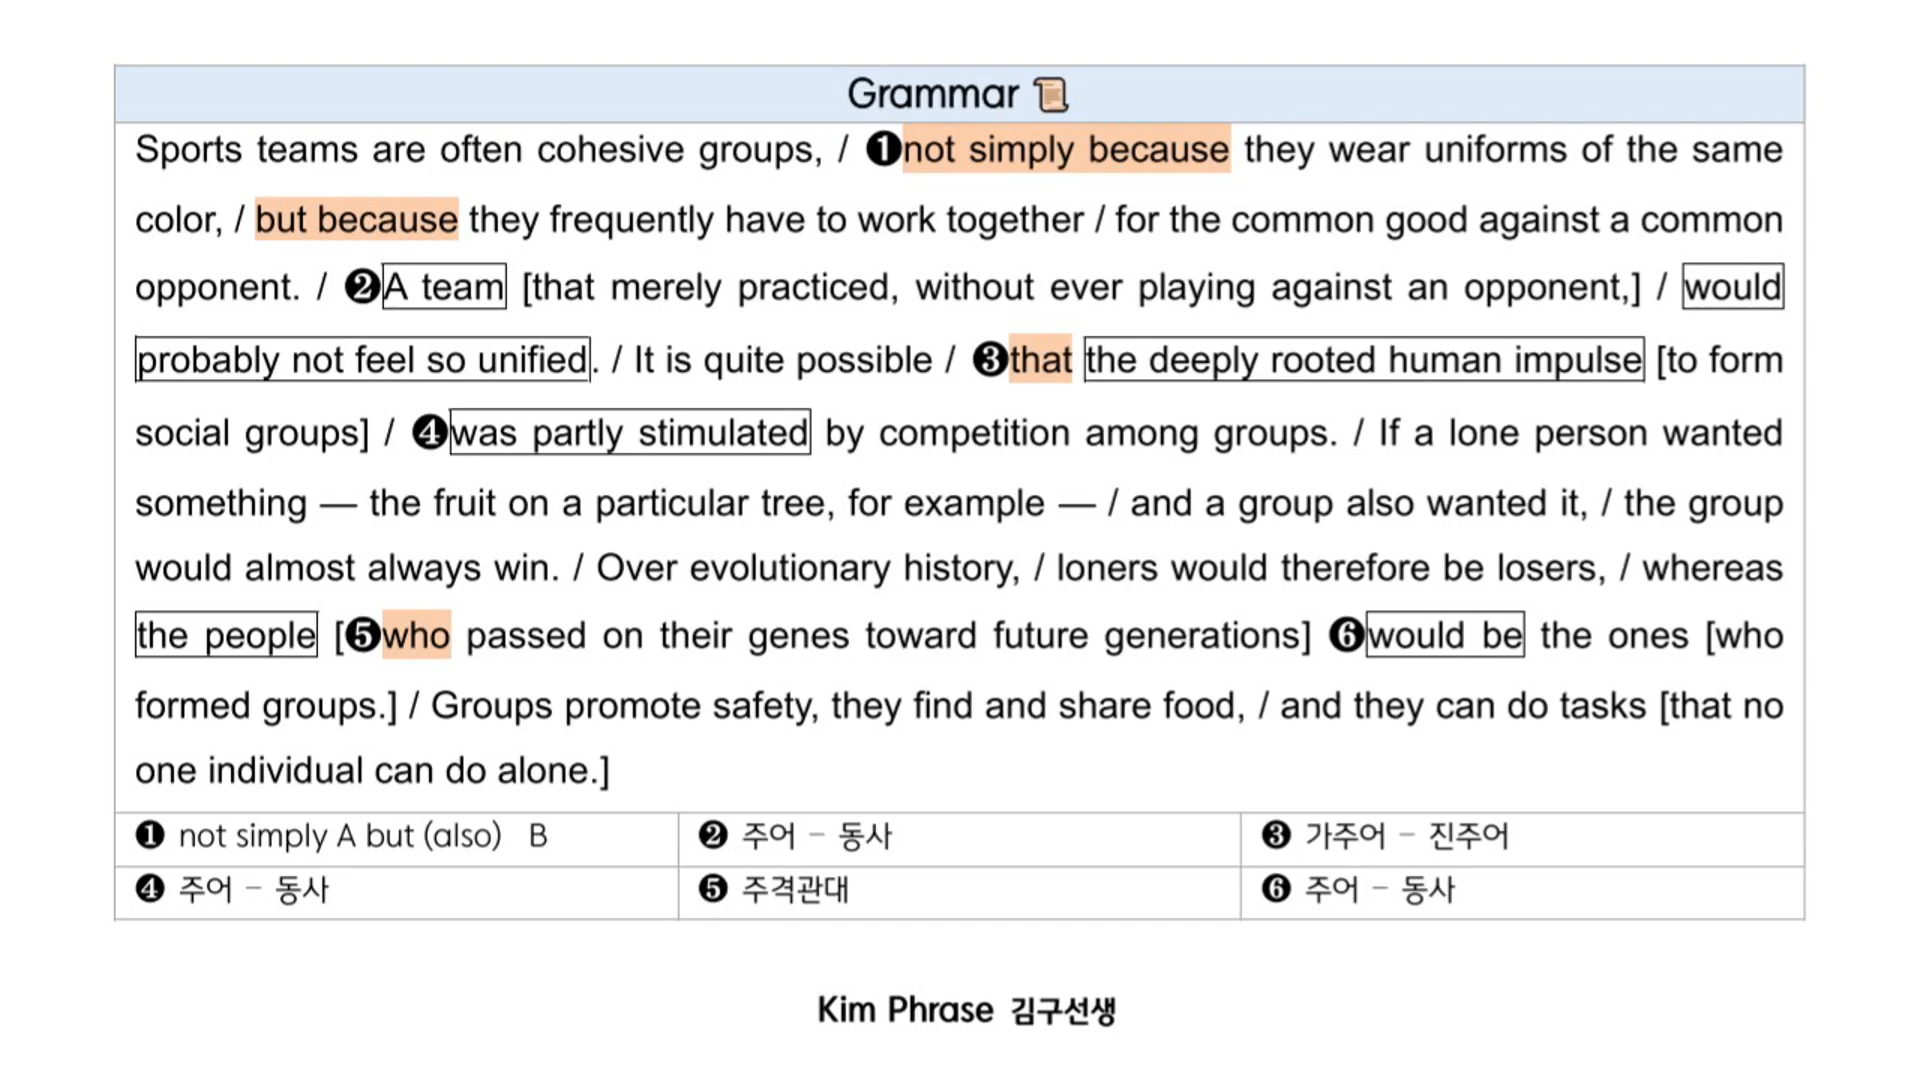 Grammar 📜
Sports teams are often cohesive groups, / ❶not simply because they wear uniforms of the same
color, / but because they frequently have to work together / for the common good against a common
opponent. / ❷A team [that merely practiced, without ever playing against an opponent,] / would
probably not feel so unified. / It is quite possible / ❸that the deeply rooted human impulse [to form
social groups] / ❹was partly stimulated by competition among groups. / If a lone person wanted
something — the fruit on a particular tree, for example — / and a group also wanted it, / the group
would almost always win. / Over evolutionary history, / loners would therefore be losers, / whereas
the people [❺who passed on their genes toward future generations] ❻would be the ones [who
formed groups.] / Groups promote safety, they find and share food, / and they can do tasks [that no
one individual can do alone.]
❶ not simply A but (also) B
❷ 주어 – 동사
❸ 가주어 – 진주어
❹ 주어 – 동사
❺ 주격관대
❻ 주어 – 동사
Kim Phrase 김구선생